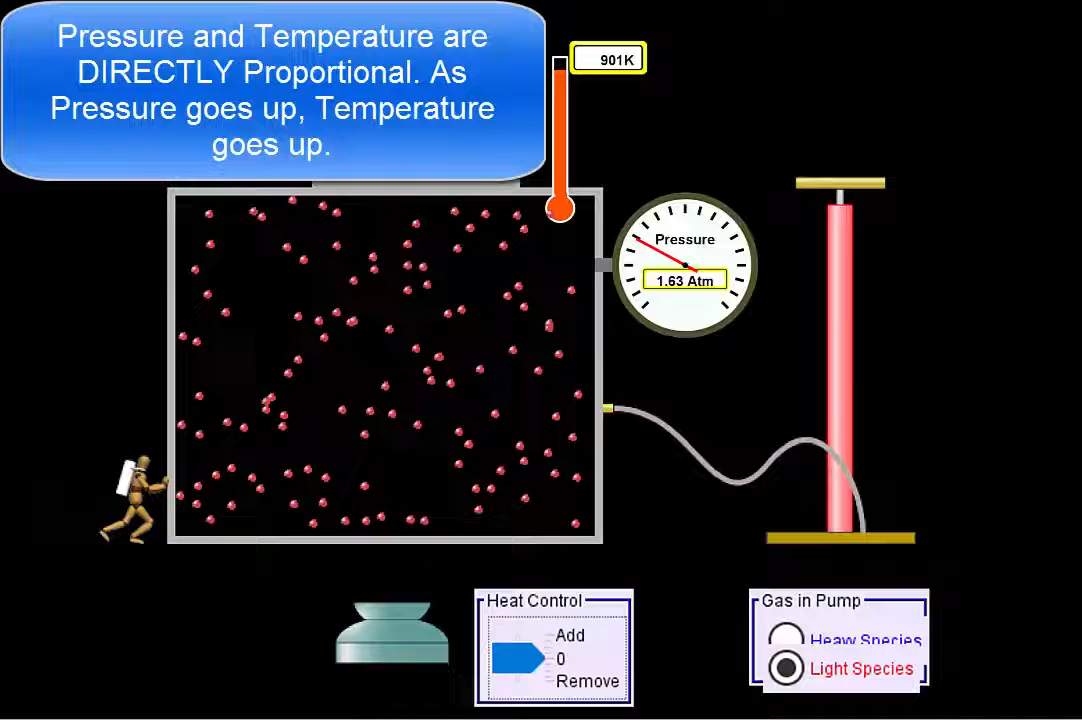 Pressure and Temperature are
DIRECTLY Proportional. As
Pressure goes up, Temperature
goes up.
901K
Pressure
1.63 Atm
Heat Control
Add
0
Remove
Gas in Pump
Heavy Species
Light Species